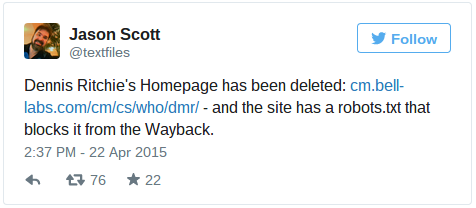 Jason Scott
@textfiles
Follow
Dennis Ritchie's Homepage has been deleted: cm.bell-
labs.com/cm/cs/who/dmr/ - and the site has a robots.txt that
blocks it from the Wayback.
2:37 PM - 22 Apr 2015
76 22